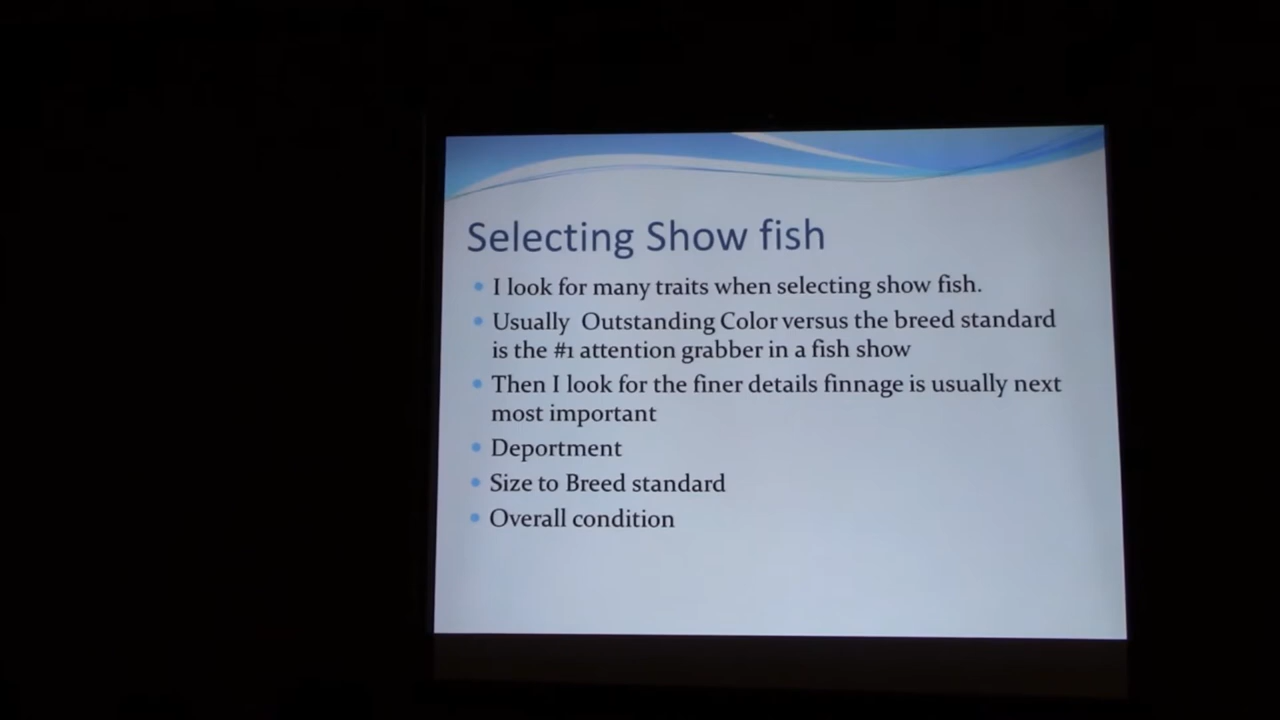 Selecting Show fish
• I look for many traits when selecting show fish.
• Usually  Outstanding Color versus the breed standard
is the #1 attention grabber in a fish show
• Then I look for the finer details finnage is usually next
most important
• Deportment
• Size to Breed standard
• Overall condition